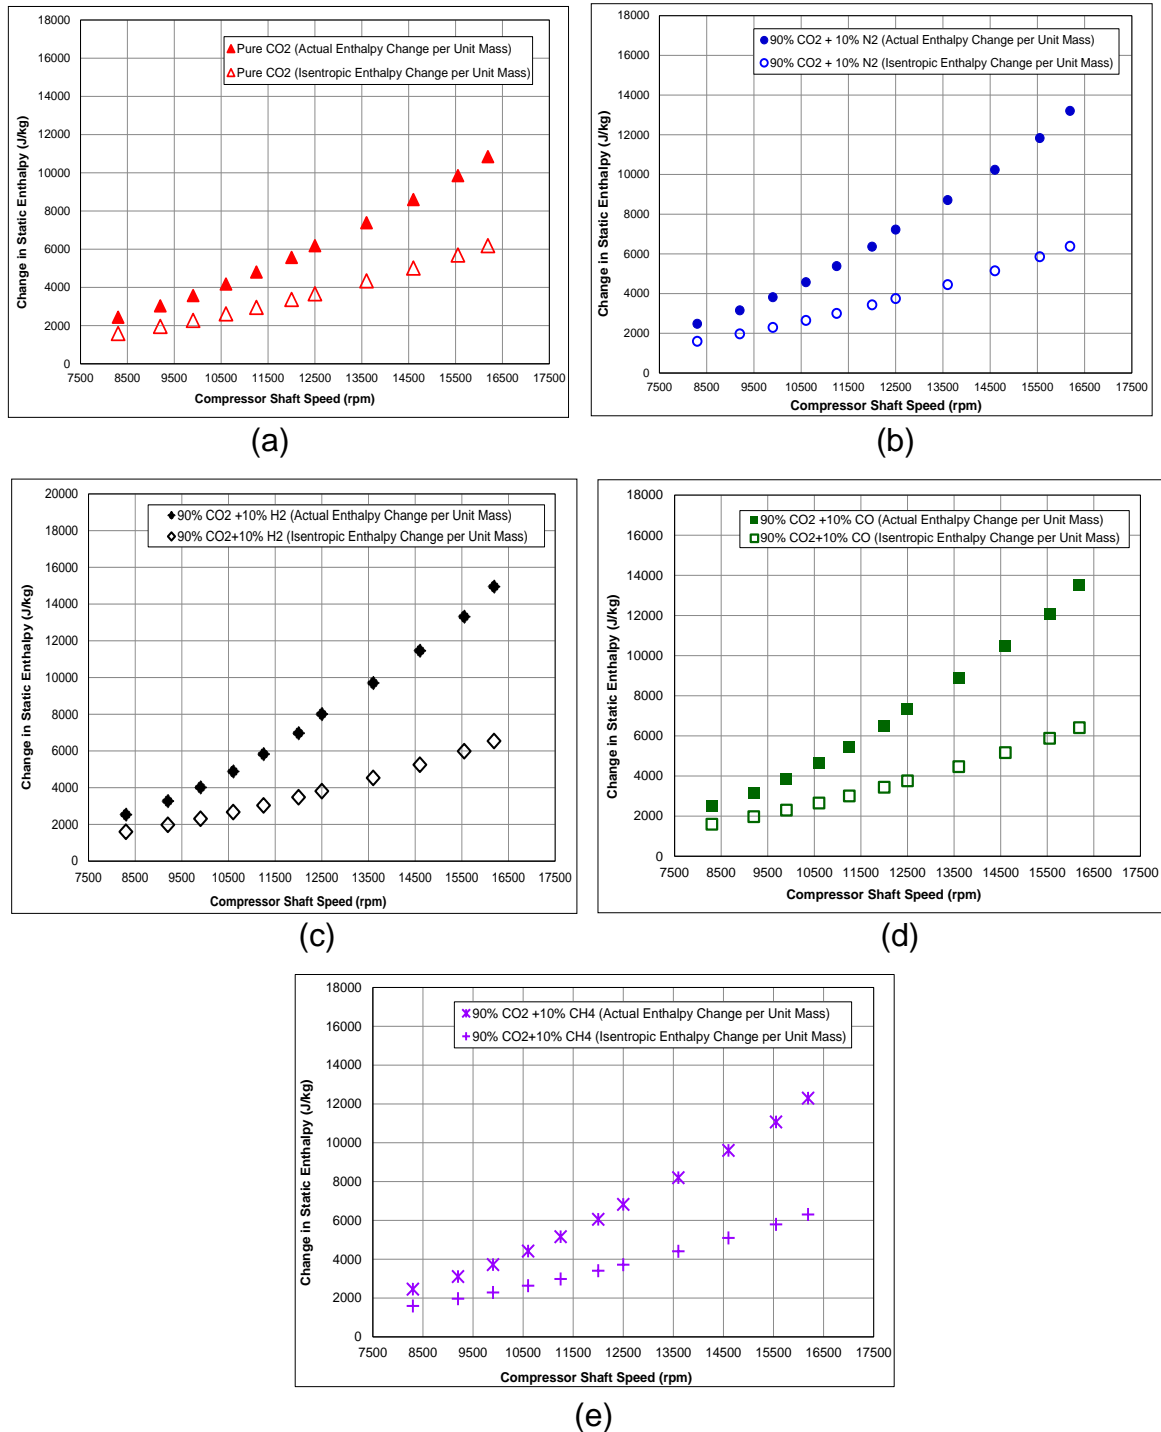 18000
16000
14000
12000
10000
8000
6000
4000
2000
0
Change in Static Enthalpy (J/kg)
Pure CO2 (Actual Enthalpy Change per Unit Mass)
Pure CO2 (Isentropic Enthalpy Change per Unit Mass)
7500 8500 9500 10500 11500 12500 13500 14500 15500 16500 17500
Compressor Shaft Speed (rpm)
(a)
18000
16000
14000
12000
10000
8000
6000
4000
2000
0
Change in Static Enthalpy (J/kg)
90% CO2 + 10% N2 (Actual Enthalpy Change per Unit Mass)
90% CO2 + 10% N2 (Isentropic Enthalpy Change per Unit Mass)
7500 8500 9500 10500 11500 12500 13500 14500 15500 16500 17500
Compressor Shaft Speed (rpm)
(b)
20000
18000
16000
14000
12000
10000
8000
6000
4000
2000
0
Change in Static Enthalpy (J/kg)
90% CO2 +10% H2 (Actual Enthalpy Change per Unit Mass)
90% CO2+10% H2 (Isentropic Enthalpy Change per Unit Mass)
7500 8500 9500 10500 11500 12500 13500 14500 15500 16500 17500
Compressor Shaft Speed (rpm)
(c)
18000
16000
14000
12000
10000
8000
6000
4000
2000
0
Change in Static Enthalpy (J/kg)
90% CO2 +10% CO (Actual Enthalpy Change per Unit Mass)
90% CO2+10% CO (Isentropic Enthalpy Change per Unit Mass)
7500 8500 9500 10500 11500 12500 13500 14500 15500 16500 17500
Compressor Shaft Speed (rpm)
(d)
18000
16000
14000
12000
10000
8000
6000
4000
2000
0
Change in Static Enthalpy (J/kg)
90% CO2 +10% CH4 (Actual Enthalpy Change per Unit Mass)
90% CO2+10% CH4 (Isentropic Enthalpy Change per Unit Mass)
7500 8500 9500 10500 11500 12500 13500 14500 15500 16500 17500
Compressor Shaft Speed (rpm)
(e)